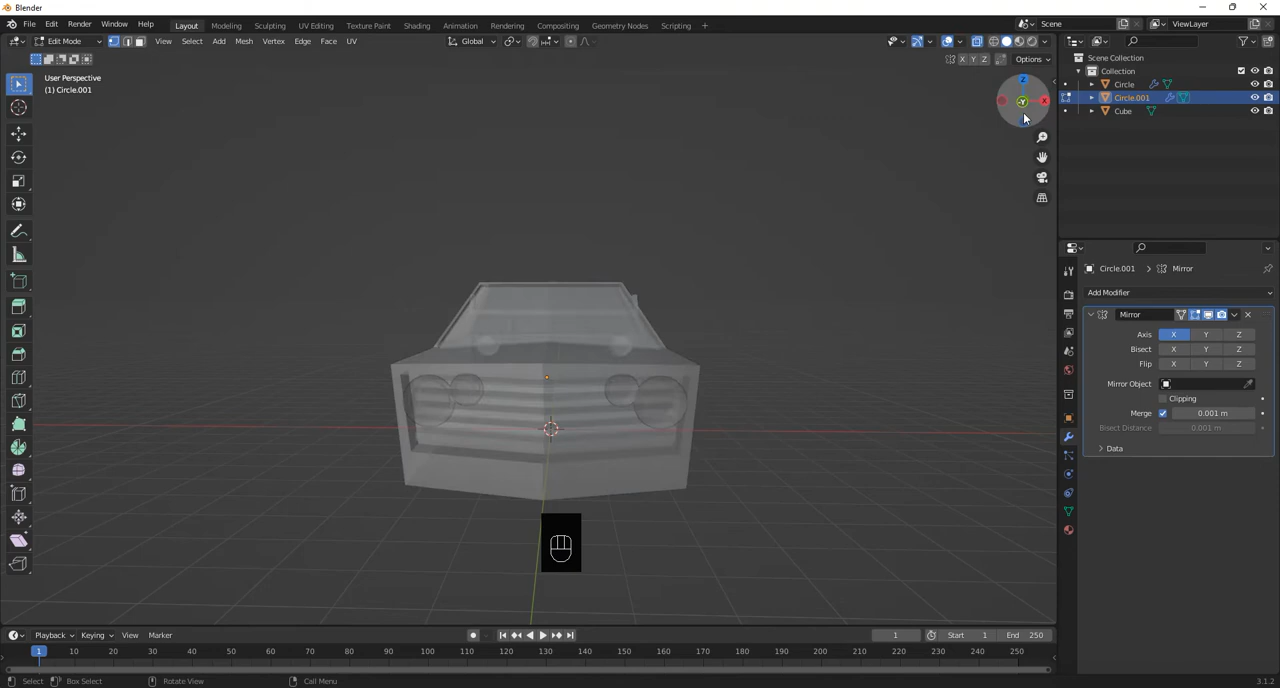 Blender
File Edit Render Window Help
Layout Modeling Sculpting UV Editing Texture Paint Shading Animation Rendering Compositing Geometry Nodes Scripting +
Scene
ViewLayer
Edit Mode View Select Add Mesh Vertex Edge Face UV
Global
X Y Z Options
User Perspective
(1) Circle.001
Z
-Y
X
Scene Collection
Collection
Circle
Circle.001
Cube
Circle.001 > Mirror
Add Modifier
Mirror
Axis X Y Z
Bisect X Y Z
Flip X Y Z
Mirror Object
Clipping
Merge 0.001 m
Bisect Distance 0.001 m
Data
Playback Keying View Marker
1 Start 1 End 250
1 10 20 30 40 50 60 70 80 90 100 110 120 130 140 150 160 170 180 190 200 210 220 230 240 250
Select Box Select Rotate View Call Menu
3.1.2